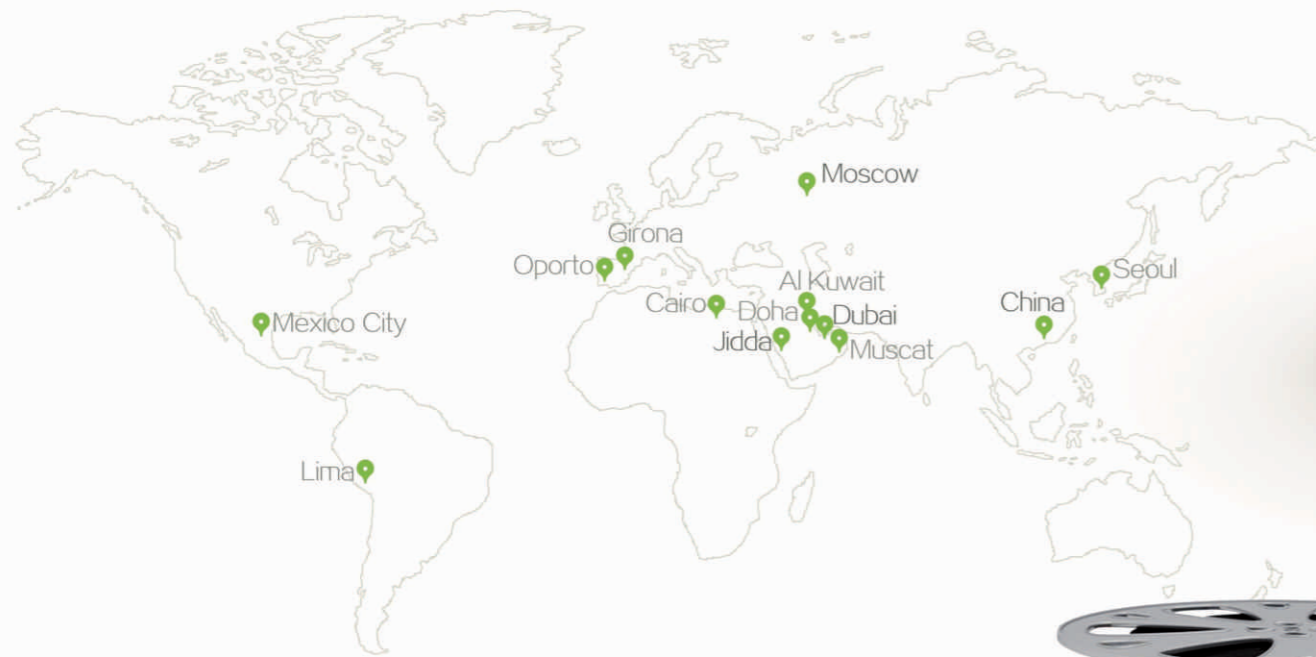 Moscow
Girona
Oporto
Seoul
Al Kuwait
Cairo
Doha
Dubai
China
Mexico City
Jidda
Muscat
Lima